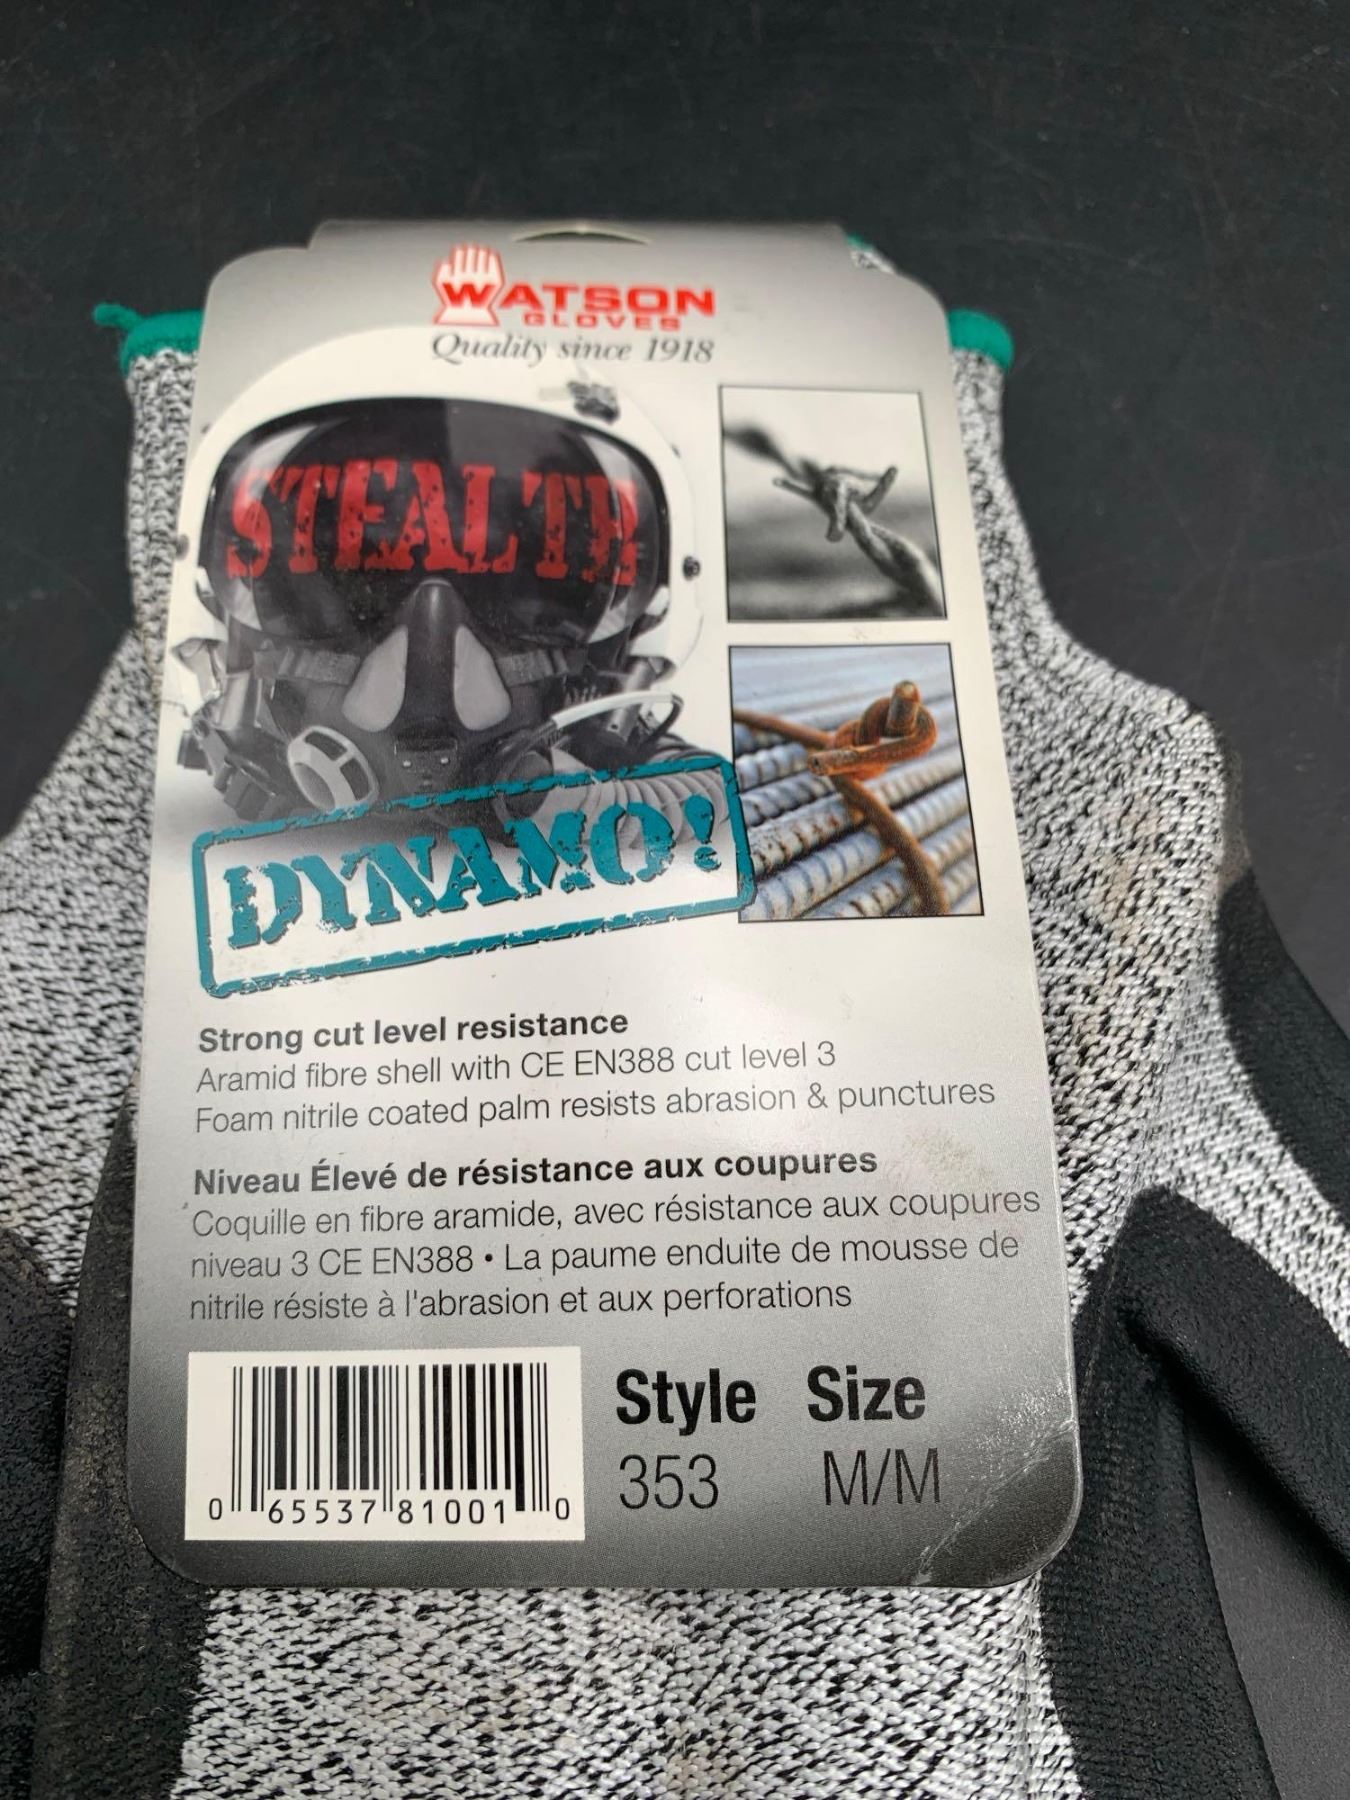 WATSON
GLOVES
Quality since 1918
STEALTH
DYNAMO!
Strong cut level resistance
Aramid fibre shell with CE EN388 cut level 3
Foam nitrile coated palm resists abrasion & punctures
Niveau Élevé de résistance aux coupures
Coquille en fibre aramide, avec résistance aux coupures
niveau 3 CE EN388 • La paume enduite de mousse de
nitrile résiste à l'abrasion et aux perforations
Style Size
353 M/M
0 65537 81001 0